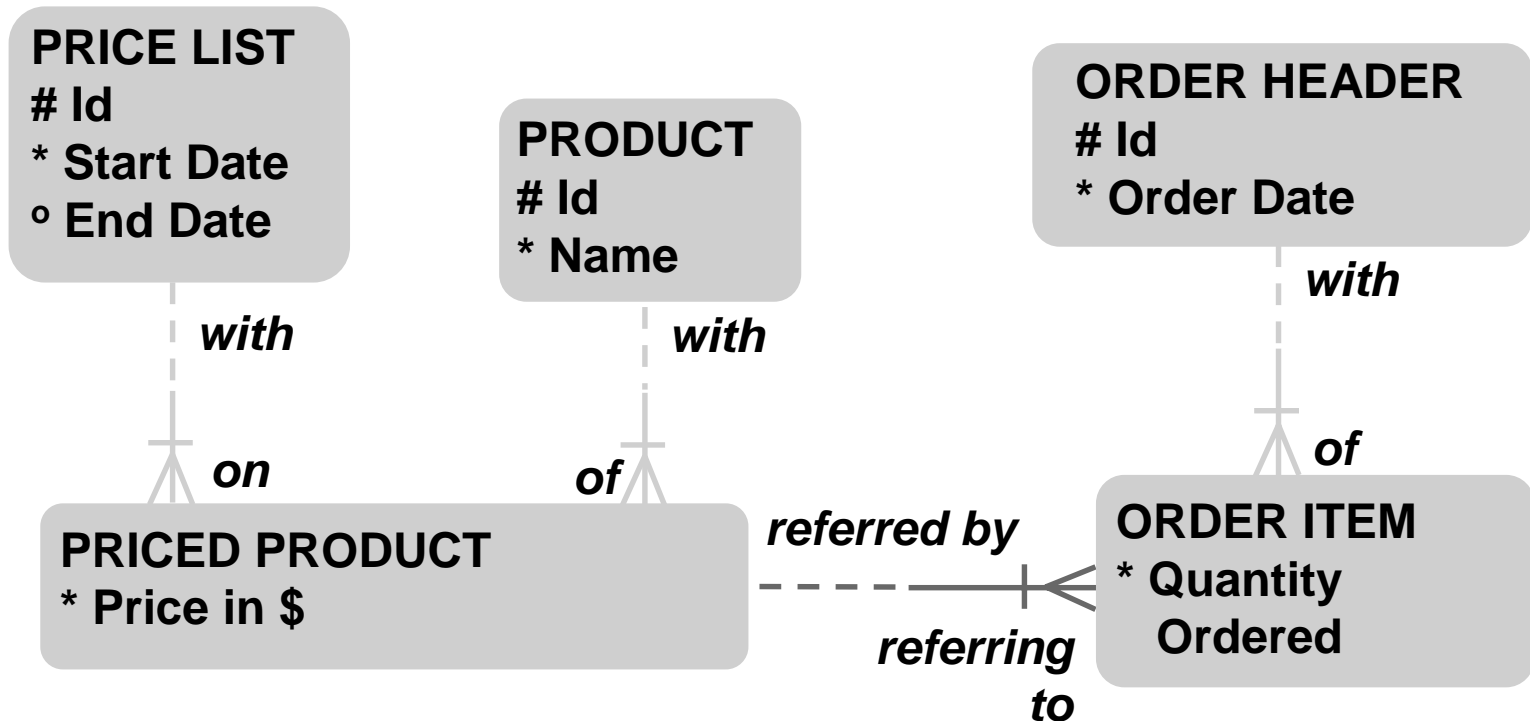 PRICE LIST
# Id
* Start Date
o End Date
PRODUCT
# Id
* Name
ORDER HEADER
# Id
* Order Date
with
with
with
on
of
of
PRICED PRODUCT
* Price in $
referred by
referring
to
ORDER ITEM
* Quantity
Ordered